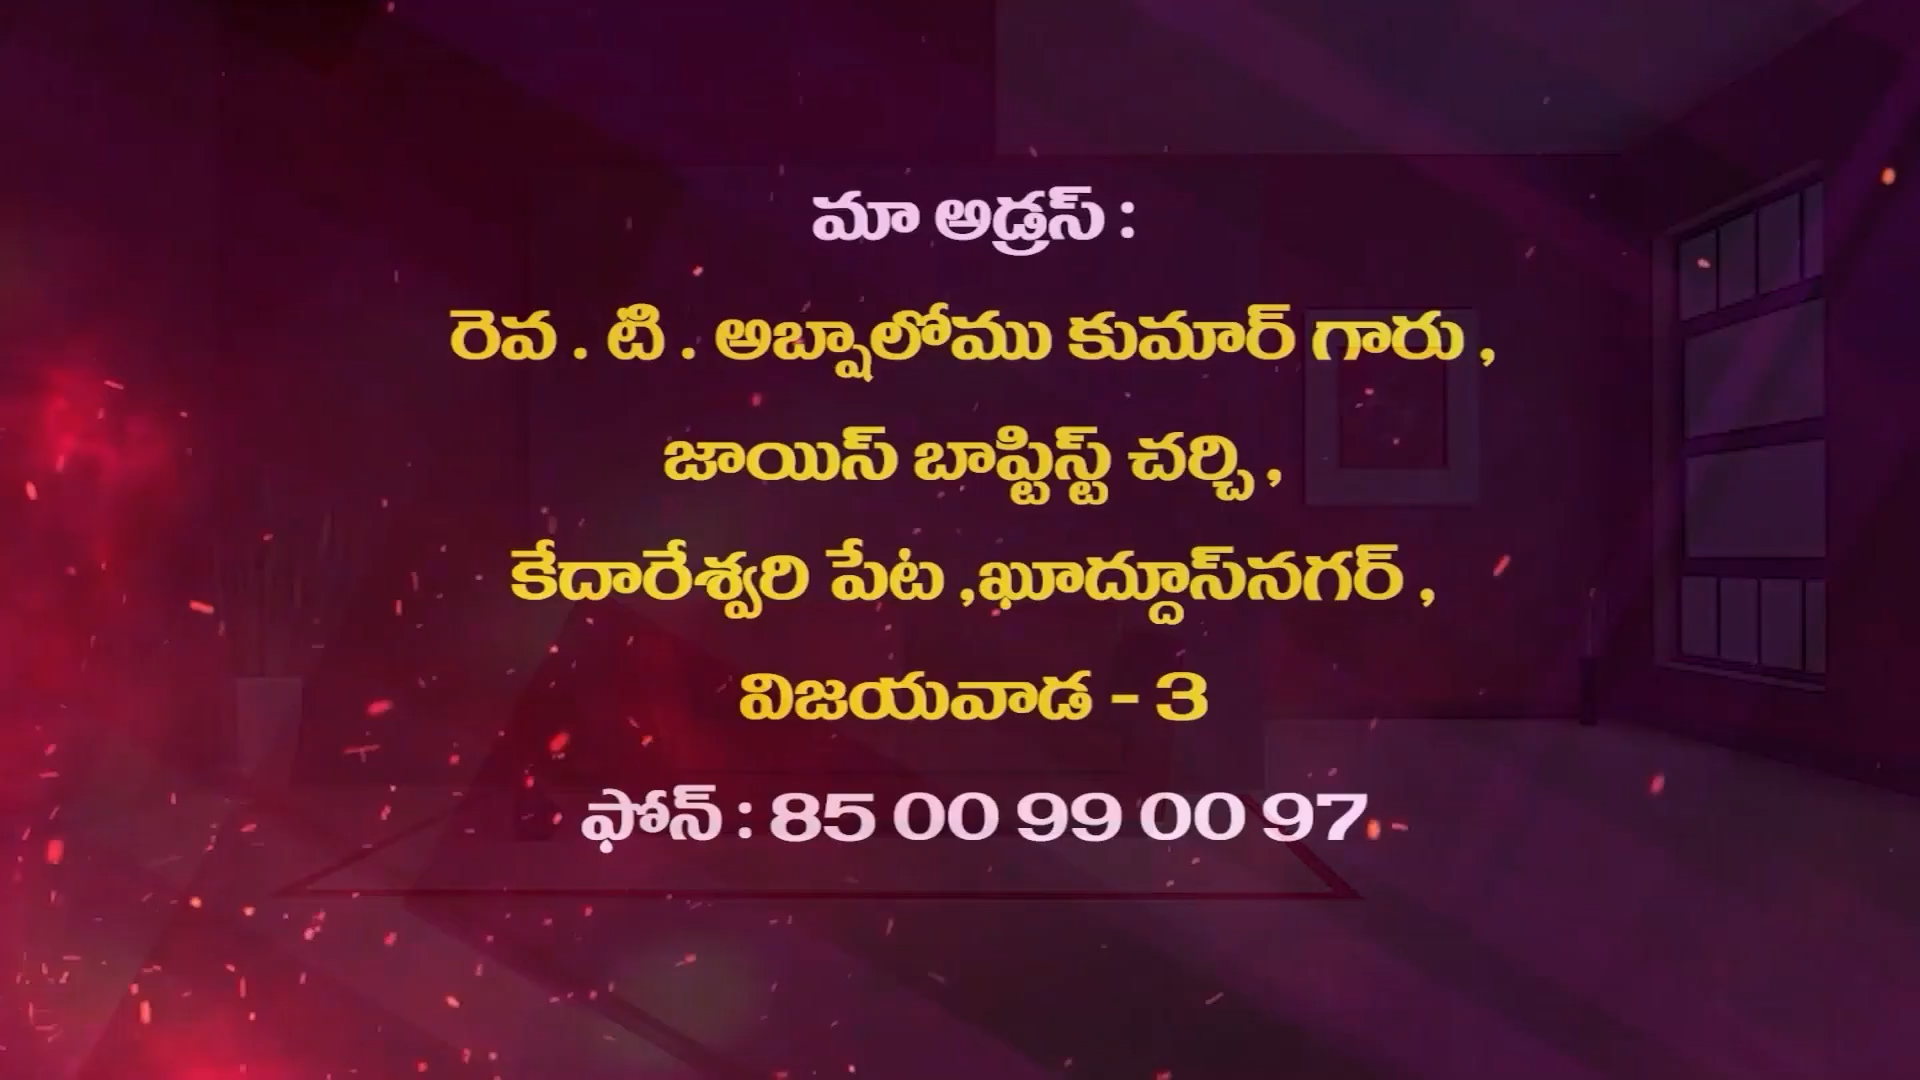 మా అడ్రస్ :
రెవ . టి . అబ్షాలోము కుమార్ గారు ,
జాయిస్ బాప్టిస్ట్ చర్చి ,
కేదారేశ్వరి పేట ,ఖూద్దూస్‌నగర్ ,
విజయవాడ - 3
ఫోన్ : 85 00 99 00 97